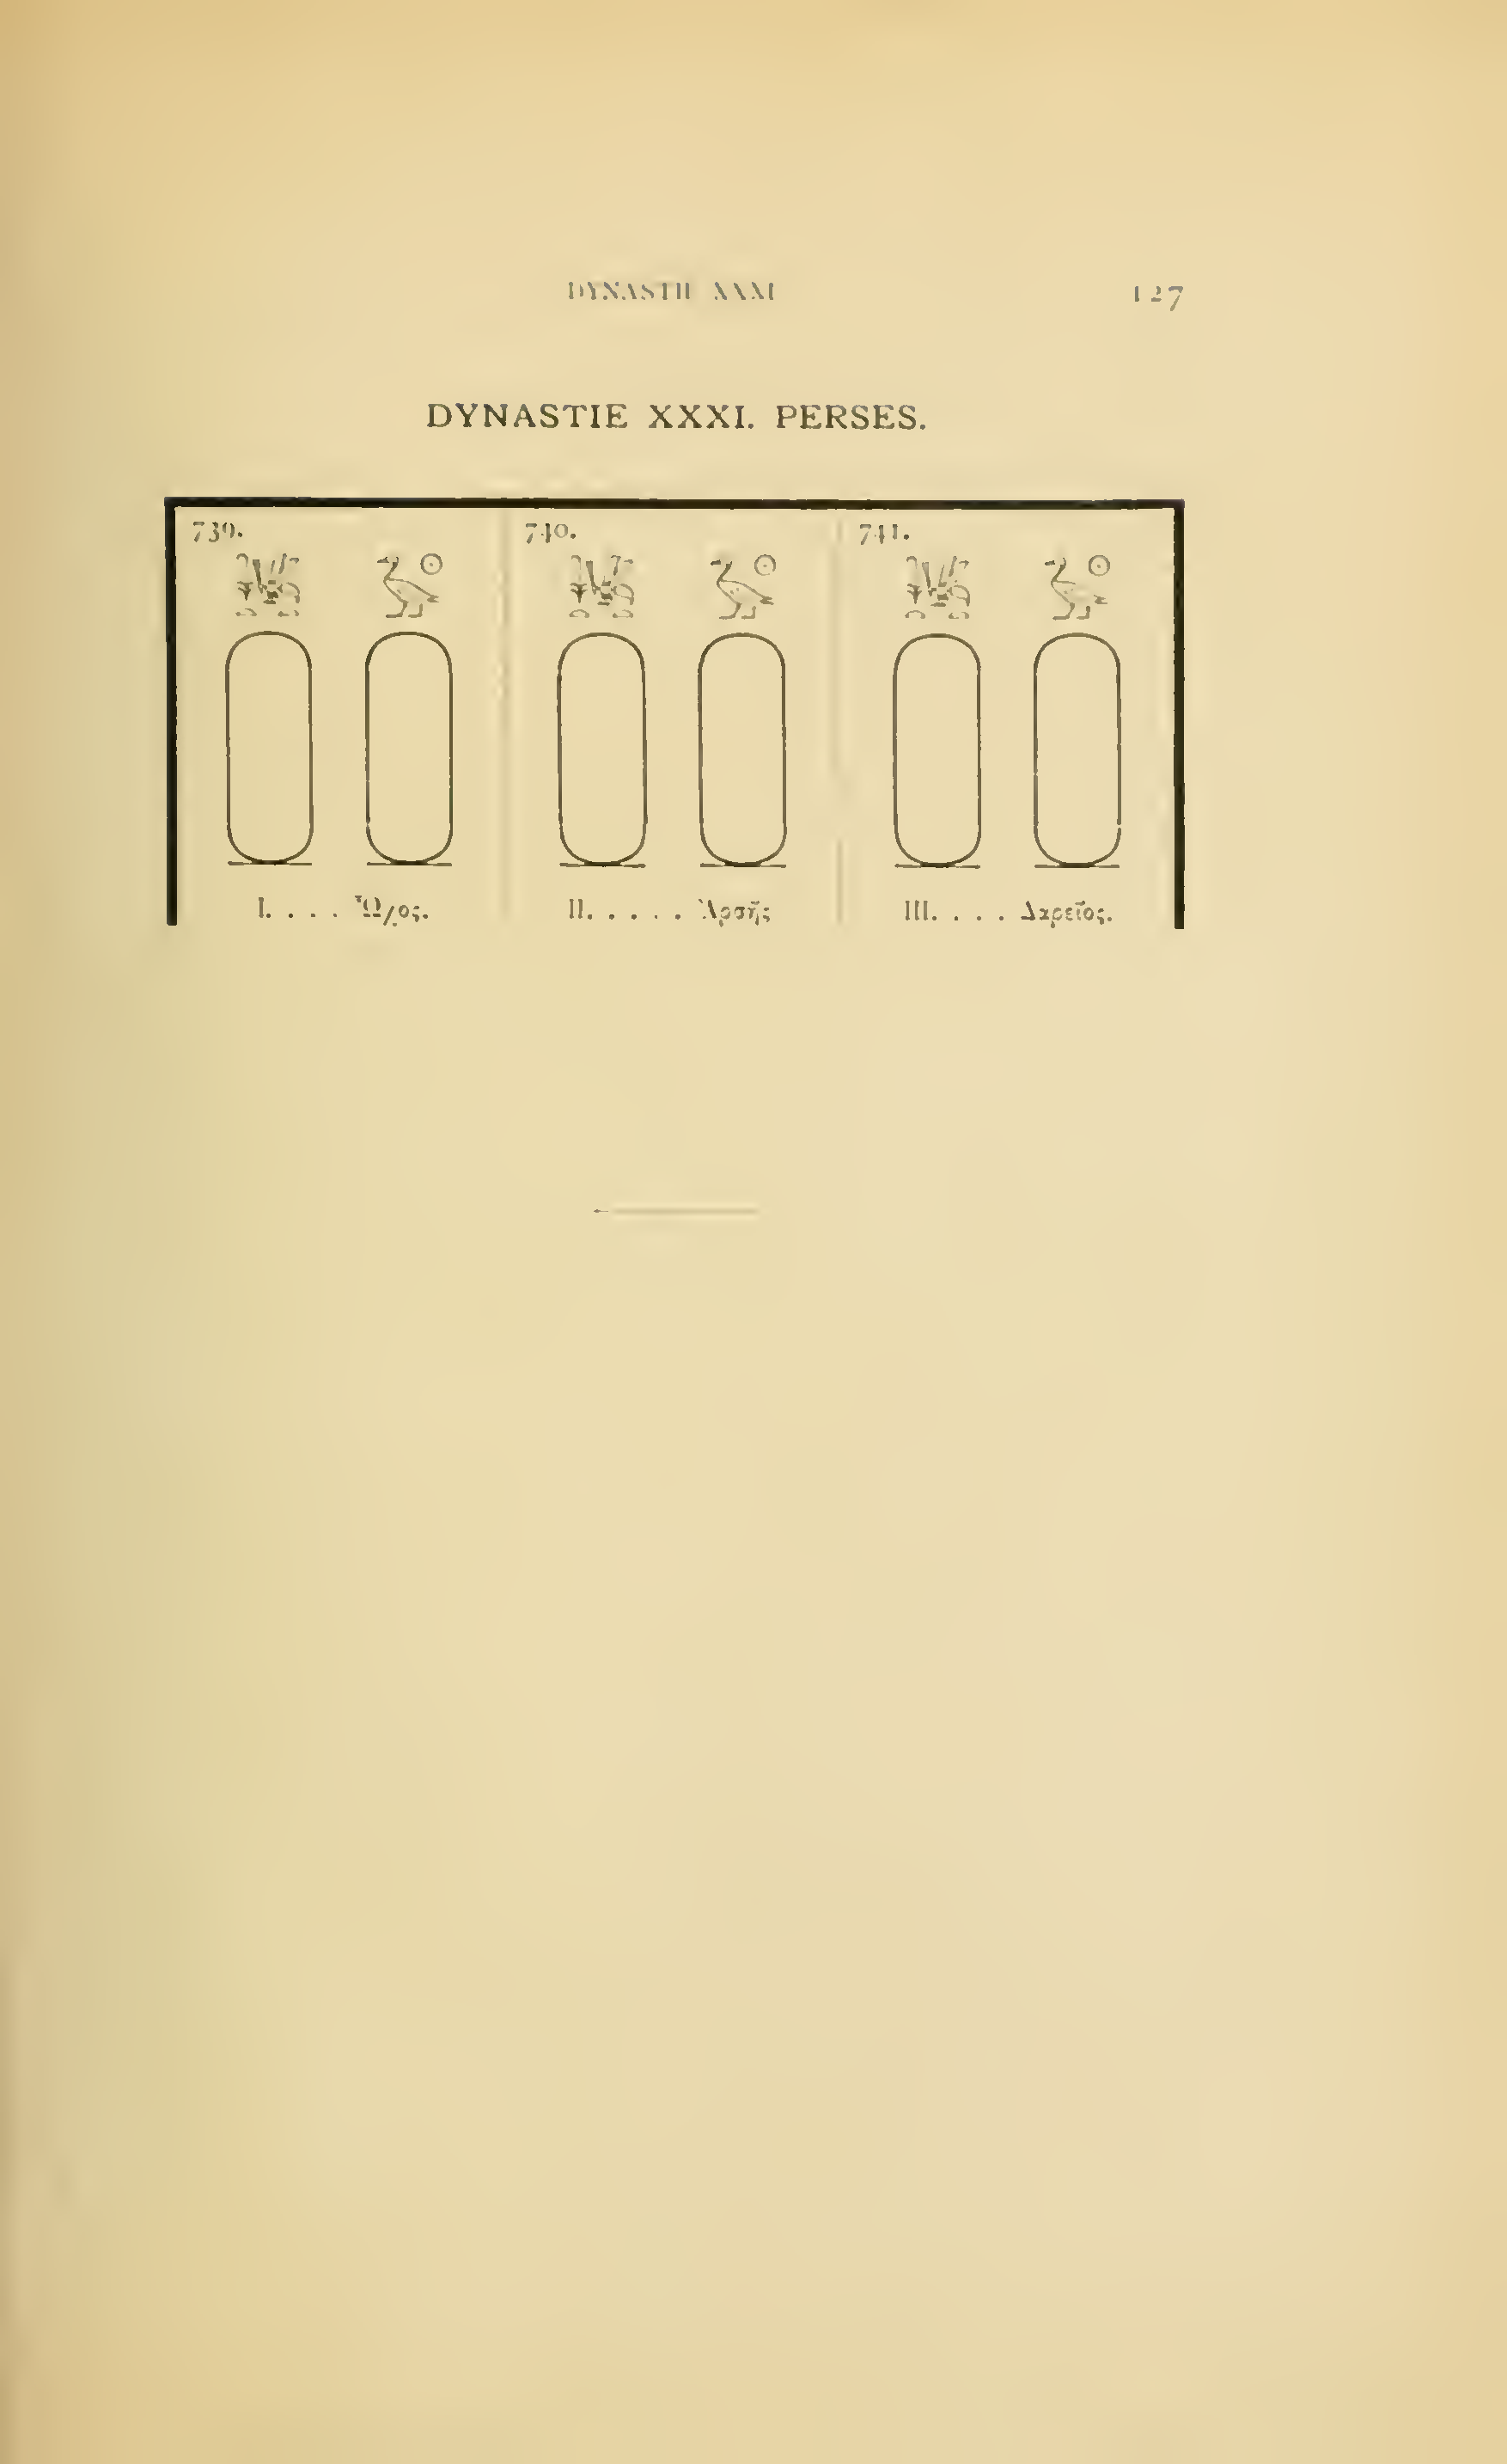 DYNASTIE XXXI
127
DYNASTIE XXXI. PERSES.
739. 740. 741.
I. . . . Ὦχος. II. . . . . Ἀρσῆς III. . . . Δαρεῖος.